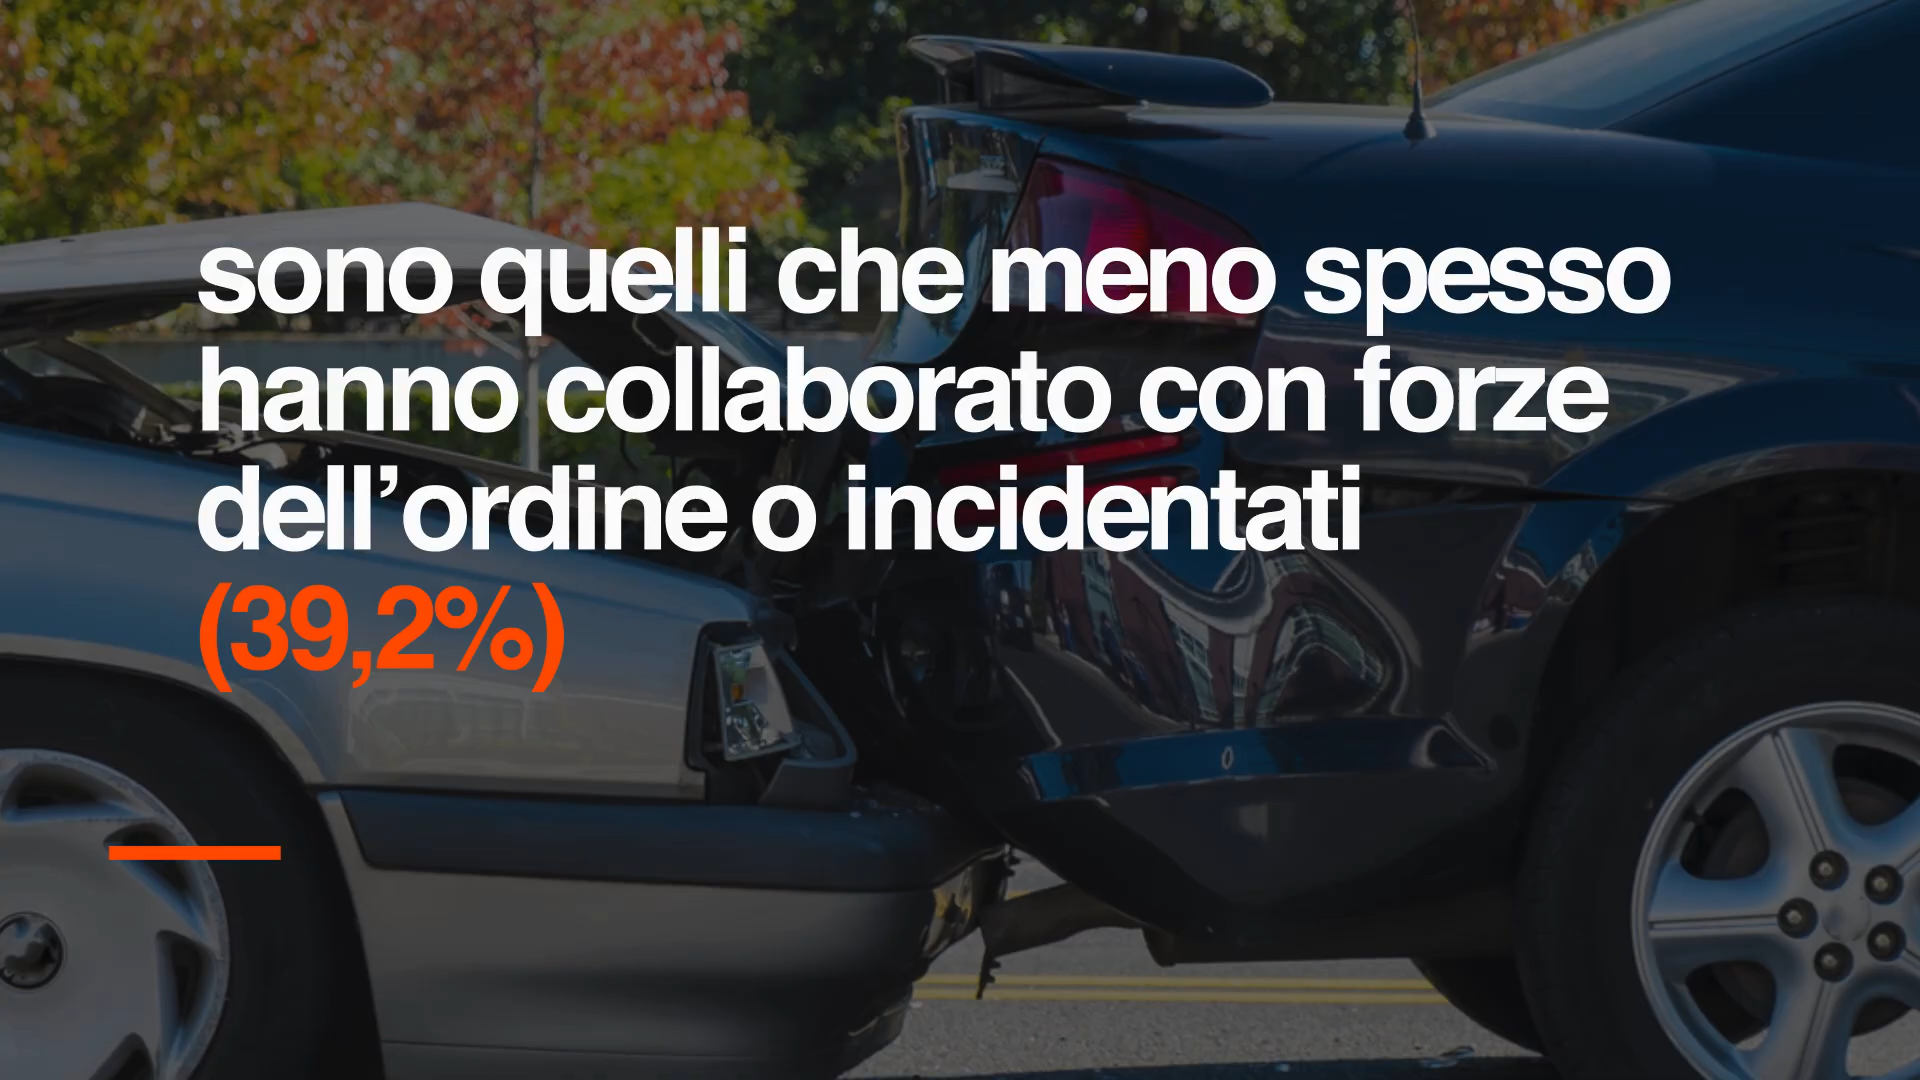 sono quelli che meno spesso
hanno collaborato con forze
dell’ordine o incidentati
(39,2%)